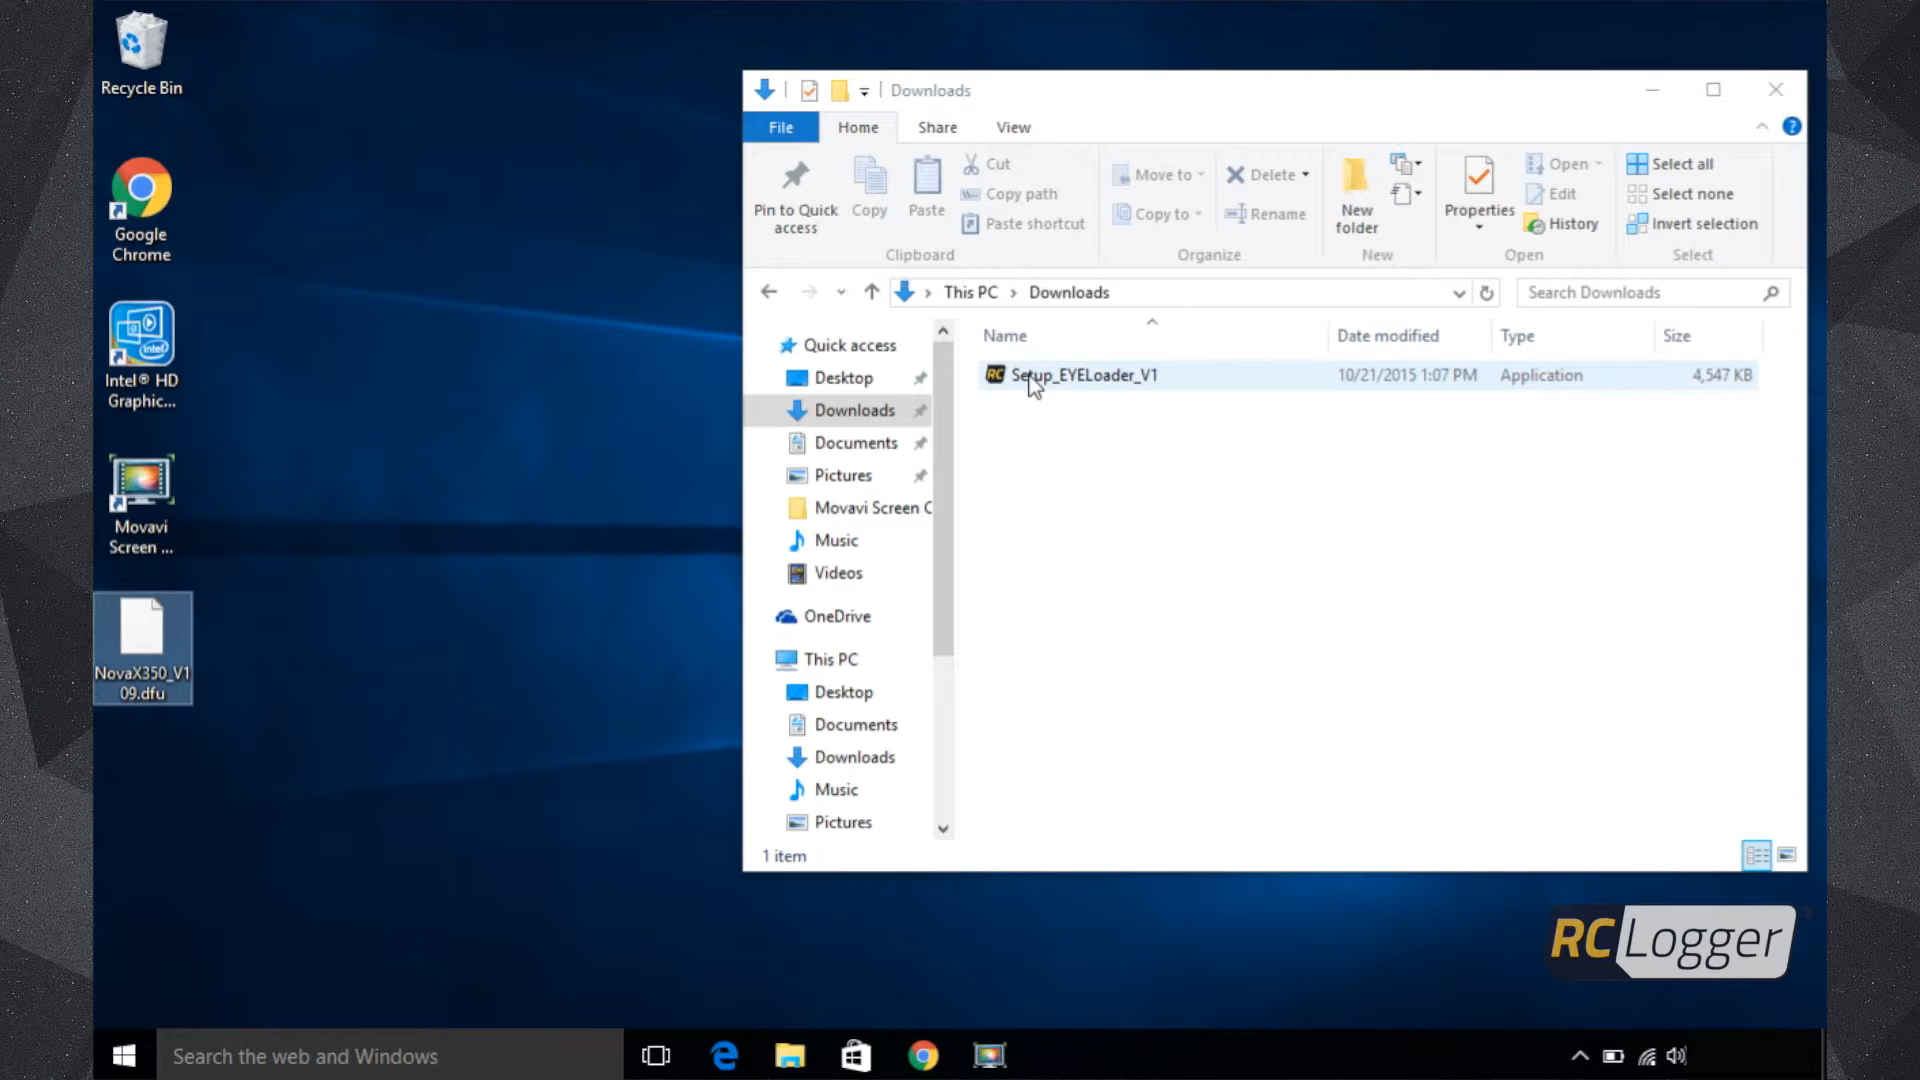 Recycle Bin
Google
Chrome
Intel® HD
Graphic...
Movavi
Screen ...
NovaX350_V1
09.dfu
Downloads
File Home Share View
Pin to Quick
access
Copy
Paste
Cut
Copy path
Paste shortcut
Clipboard
Move to
Copy to
Delete
Rename
Organize
New
folder
New
Properties
Open
Edit
History
Open
Select all
Select none
Invert selection
Select
This PC Downloads
Search Downloads
Name Date modified Type Size
Setup_EYELoader_V1 10/21/2015 1:07 PM Application 4,547 KB
Quick access
Desktop
Downloads
Documents
Pictures
Movavi Screen C
Music
Videos
OneDrive
This PC
Desktop
Documents
Downloads
Music
Pictures
1 item
RC Logger
Search the web and Windows